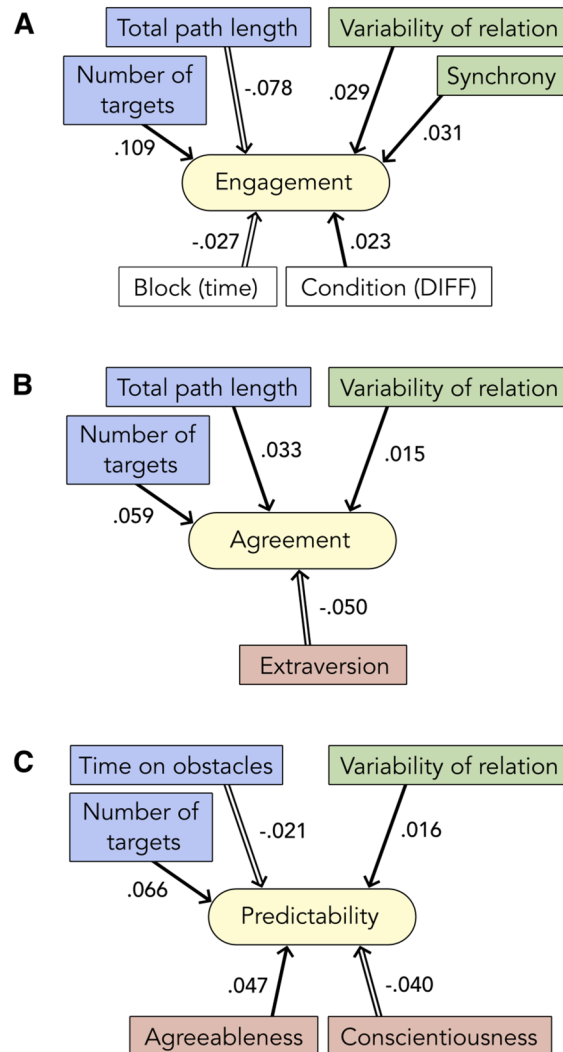 A
Total path length
Variability of relation
Number of
targets
Synchrony
-.078
.029
.031
.109
Engagement
-.027
.023
Block (time)
Condition (DIFF)
B
Total path length
Variability of relation
Number of
targets
.033
.015
.059
Agreement
-.050
Extraversion
C
Time on obstacles
Variability of relation
Number of
targets
-.021
.016
.066
Predictability
.047
-.040
Agreeableness
Conscientiousness